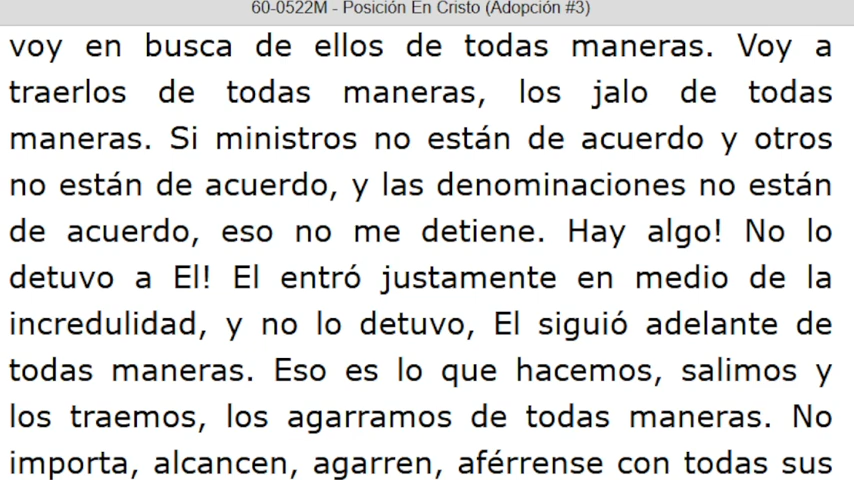 60-0522M - Posición En Cristo (Adopción #3)
voy en busca de ellos de todas maneras. Voy a
traerlos de todas maneras, los jalo de todas
maneras. Si ministros no están de acuerdo y otros
no están de acuerdo, y las denominaciones no están
de acuerdo, eso no me detiene. Hay algo! No lo
detuvo a El! El entró justamente en medio de la
incredulidad, y no lo detuvo, El siguió adelante de
todas maneras. Eso es lo que hacemos, salimos y
los traemos, los agarramos de todas maneras. No
importa, alcancen, agarren, aférrense con todas sus